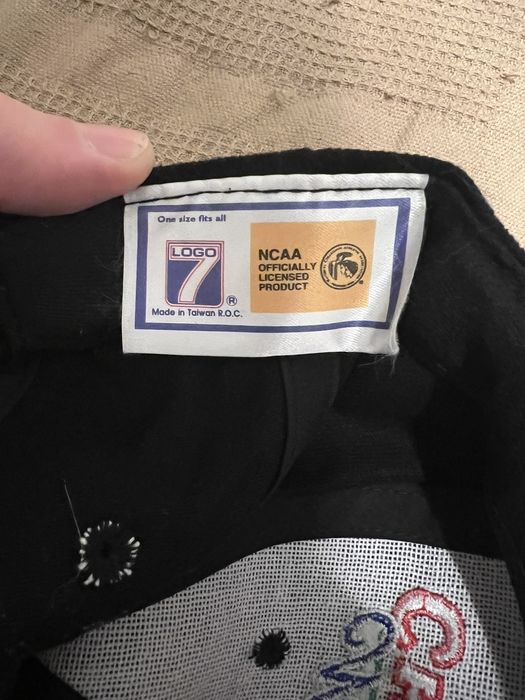 One size fits all
LOGO
7
®
Made in Taiwan R.O.C.
NCAA
OFFICIALLY
LICENSED
PRODUCT
®